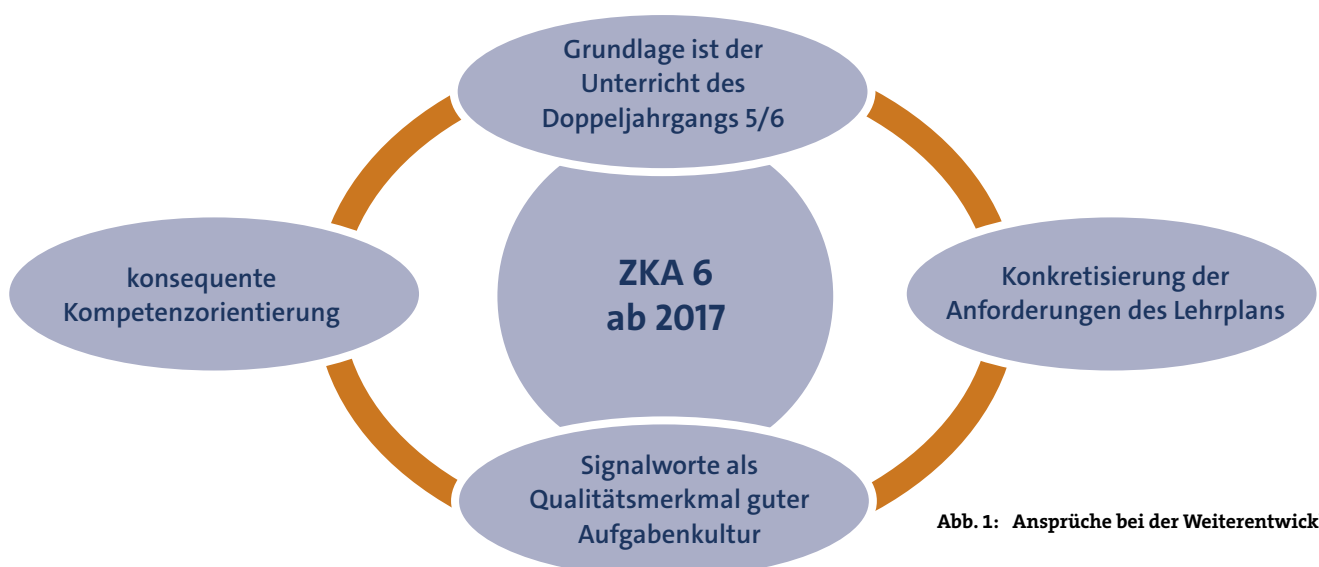 Grundlage ist der
Unterricht des
Doppeljahrgangs 5/6
konsequente
Kompetenzorientierung
ZKA 6
ab 2017
Konkretisierung der
Anforderungen des Lehrplans
Signalworte als
Qualitätsmerkmal guter
Aufgabenkultur
Abb. 1: Ansprüche bei der Weiterentwick